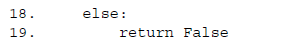 18.     else:
19.         return False